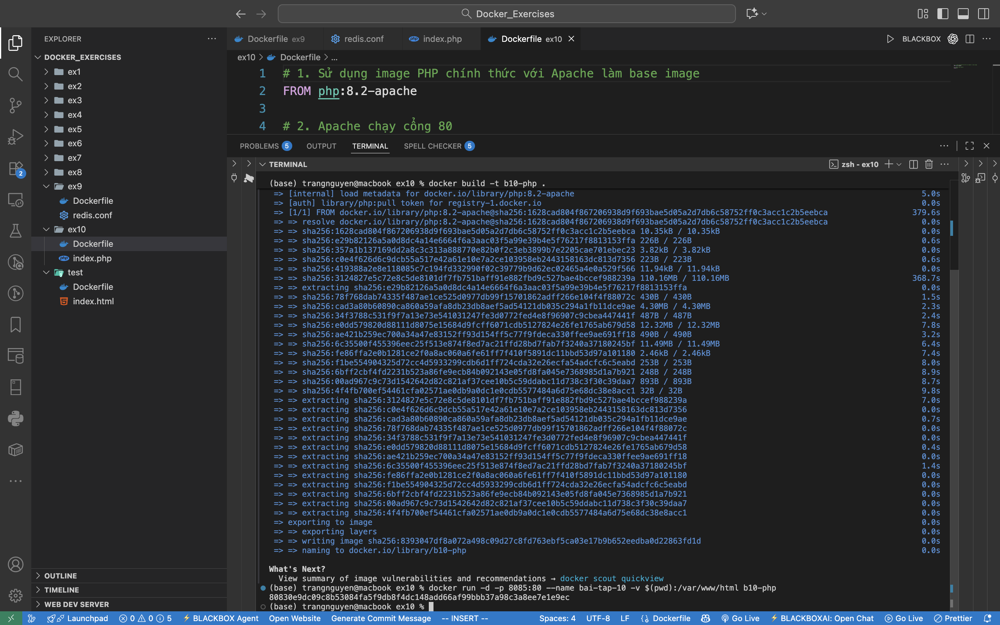 Docker_Exercises
EXPLORER
DOCKER_EXERCISES
ex1
ex2
ex3
ex4
ex5
ex6
ex7
ex8
ex9
Dockerfile
redis.conf
ex10
Dockerfile
index.php
test
Dockerfile
index.html
OUTLINE
TIMELINE
WEB DEV SERVER
2
Dockerfile ex9
redis.conf
index.php
Dockerfile ex10
BLACKBOX
ex10 > Dockerfile > ...
1 # 1. Sử dụng image PHP chính thức với Apache làm base image
2 FROM php:8.2-apache
3
4 # 2. Apache chạy cổng 80
PROBLEMS 5 OUTPUT TERMINAL SPELL CHECKER 5
TERMINAL
zsh - ex10
(base) trangnguyen@macbook ex10 % docker build -t b10-php .
=> [internal] load metadata for docker.io/library/php:8.2-apache 5.0s
=> [auth] library/php:pull token for registry-1.docker.io 0.0s
=> [1/1] FROM docker.io/library/php:8.2-apache@sha256:1628cad804f867206938d9f693bae5d05a2d7db6c58752ff0c3acc1c2b5eebca 379.6s
=> => resolve docker.io/library/php:8.2-apache@sha256:1628cad804f867206938d9f693bae5d05a2d7db6c58752ff0c3acc1c2b5eebca 0.0s
=> => sha256:1628cad804f867206938d9f693bae5d05a2d7db6c58752ff0c3acc1c2b5eebca 10.35kB / 10.35kB 0.0s
=> => sha256:e29b82126a5a0d8dc4a14e6664f6a3aac03f5a99e39b4e5f76217f8813153ffa 226B / 226B 0.6s
=> => sha256:357a1b137169dd2a8c3c313a888770e82b0f2c3eb3899b7e2205cae701ebec23 3.82kB / 3.82kB 0.0s
=> => sha256:c0e4f626d6c9dcb55a517e42a61e10e7a2ce103958eb2443158163dc813d7356 223B / 223B 0.6s
=> => sha256:419388a2e8e118085c7c194fd332990f02c39779b9d62ec02465a4e0a529f566 11.94kB / 11.94kB 0.0s
=> => sha256:3124827e5c72e8c5de8101df7fb751baff91e882fbd9c527bae4bccef988239a 110.16MB / 110.16MB 368.7s
=> => extracting sha256:e29b82126a5a0d8dc4a14e6664f6a3aac03f5a99e39b4e5f76217f8813153ffa 0.0s
=> => sha256:78f768dab74335f487ae1ce525d0977db99f15701862adff266e104f4f88072c 430B / 430B 1.5s
=> => sha256:cad3a80b60890ca860a59afa8db23db8aef5ad54121db035c294a1fb11dce9ae 4.30MB / 4.30MB 2.3s
=> => sha256:34f3788c531f9f7a13e73e541031247fe3d0772fed4e8f96907c9cbea447441f 487B / 487B 2.4s
=> => sha256:e0dd579820d88111d8075e15684d9fcff6071cdb5127824e26fe1765ab679d58 12.32MB / 12.32MB 7.8s
=> => sha256:ae421b259ec700a34a47e83152ff93d154ff5c77f9fdeca330ffee9ae691ff18 490B / 490B 3.2s
=> => sha256:6c35500f455396eec25f513e874f8ed7ac21ffd28bd7fab7f3240a37180245bf 11.49MB / 11.49MB 6.4s
=> => sha256:fe86ffa2e0b1281ce2f0a8ac060a6fe61ff7f410f5891dc11bbd53d97a101180 2.46kB / 2.46kB 7.4s
=> => sha256:f1be554904325d72cc4d5933299cdb6d1ff724cda32e26ecfa54adcfc6c5eabd 253B / 253B 8.0s
=> => sha256:6bff2cbf4fd2231b523a86fe9ecb84b092143e05fd8fa045e7368985d1a7b921 248B / 248B 8.9s
=> => sha256:00ad967c9c73d1542642d82c821af37cee10b5c59ddabc11d738c3f30c39daa7 893B / 893B 8.7s
=> => sha256:4f4fb700ef54461cfa02571ae0db9a0dc1e0cdb5577484a6d75e68dc38e8acc1 32B / 32B 9.8s
=> => extracting sha256:3124827e5c72e8c5de8101df7fb751baff91e882fbd9c527bae4bccef988239a 7.0s
=> => extracting sha256:c0e4f626d6c9dcb55a517e42a61e10e7a2ce103958eb2443158163dc813d7356 0.0s
=> => extracting sha256:cad3a80b60890ca860a59afa8db23db8aef5ad54121db035c294a1fb11dce9ae 0.7s
=> => extracting sha256:78f768dab74335f487ae1ce525d0977db99f15701862adff266e104f4f88072c 0.0s
=> => extracting sha256:34f3788c531f9f7a13e73e541031247fe3d0772fed4e8f96907c9cbea447441f 0.0s
=> => extracting sha256:e0dd579820d88111d8075e15684d9fcff6071cdb5127824e26fe1765ab679d58 0.4s
=> => extracting sha256:ae421b259ec700a34a47e83152ff93d154ff5c77f9fdeca330ffee9ae691ff18 0.0s
=> => extracting sha256:6c35500f455396eec25f513e874f8ed7ac21ffd28bd7fab7f3240a37180245bf 1.4s
=> => extracting sha256:fe86ffa2e0b1281ce2f0a8ac060a6fe61ff7f410f5891dc11bbd53d97a101180 0.0s
=> => extracting sha256:f1be554904325d72cc4d5933299cdb6d1ff724cda32e26ecfa54adcfc6c5eabd 0.0s
=> => extracting sha256:6bff2cbf4fd2231b523a86fe9ecb84b092143e05fd8fa045e7368985d1a7b921 0.0s
=> => extracting sha256:00ad967c9c73d1542642d82c821af37cee10b5c59ddabc11d738c3f30c39daa7 0.0s
=> => extracting sha256:4f4fb700ef54461cfa02571ae0db9a0dc1e0cdb5577484a6d75e68dc38e8acc1 0.0s
=> exporting to image 0.0s
=> => exporting layers 0.0s
=> => writing image sha256:8393047df8a072a498c09d27c8fd763ebf5ca03e17b9b652eedba0d22863fd1d 0.0s
=> => naming to docker.io/library/b10-php 0.0s
What's Next?
View summary of image vulnerabilities and recommendations → docker scout quickview
(base) trangnguyen@macbook ex10 % docker run -d -p 8085:80 --name bai-tap-10 -v $(pwd):/var/www/html b10-php
80830e9dc09c8b53084fa5f9db8f4dc148add66af99bbb37a98c3a8ee7e1e9ec
(base) trangnguyen@macbook ex10 %
Launchpad 0 0 5 BLACKBOX Agent Open Website Generate Commit Message -- INSERT -- Spaces: 4 UTF-8 LF Dockerfile Go Live BLACKBOXAI: Open Chat Go Live Prettier